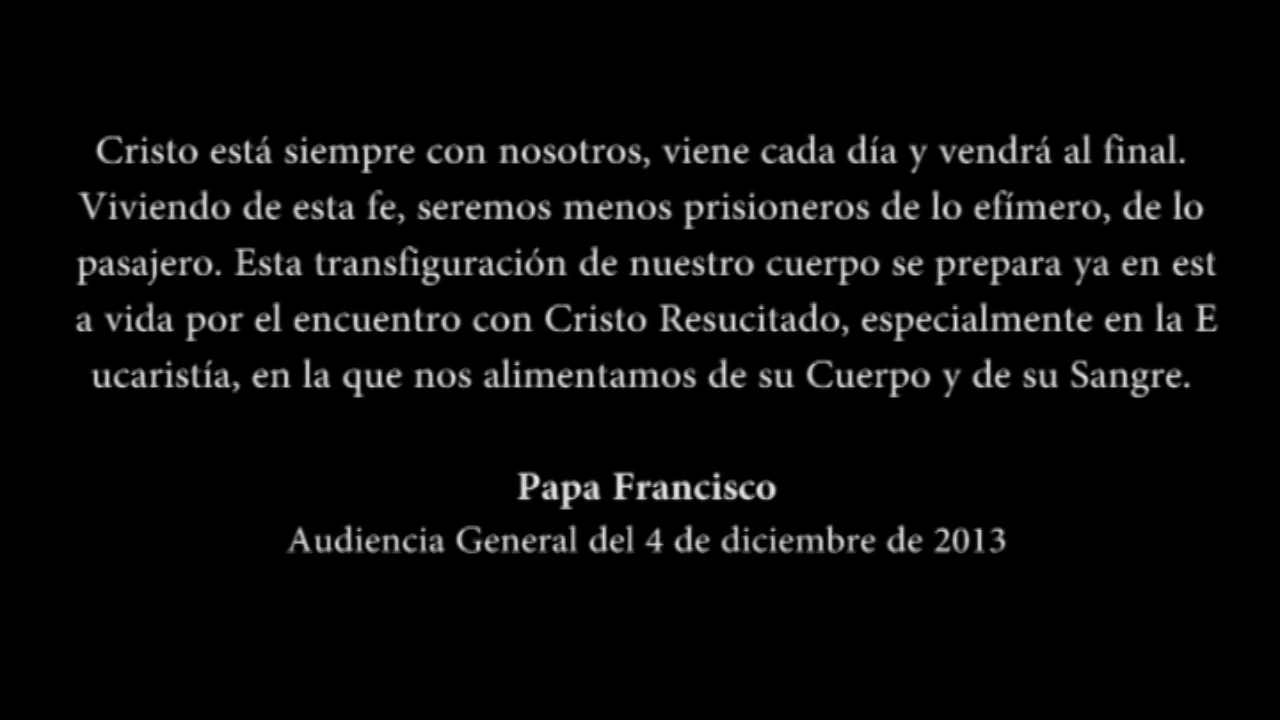 Cristo está siempre con nosotros, viene cada día y vendrá al final.
Viviendo de esta fe, seremos menos prisioneros de lo efímero, de lo
pasajero. Esta transfiguración de nuestro cuerpo se prepara ya en est
a vida por el encuentro con Cristo Resucitado, especialmente en la E
ucaristía, en la que nos alimentamos de su Cuerpo y de su Sangre.
Papa Francisco
Audiencia General del 4 de diciembre de 2013